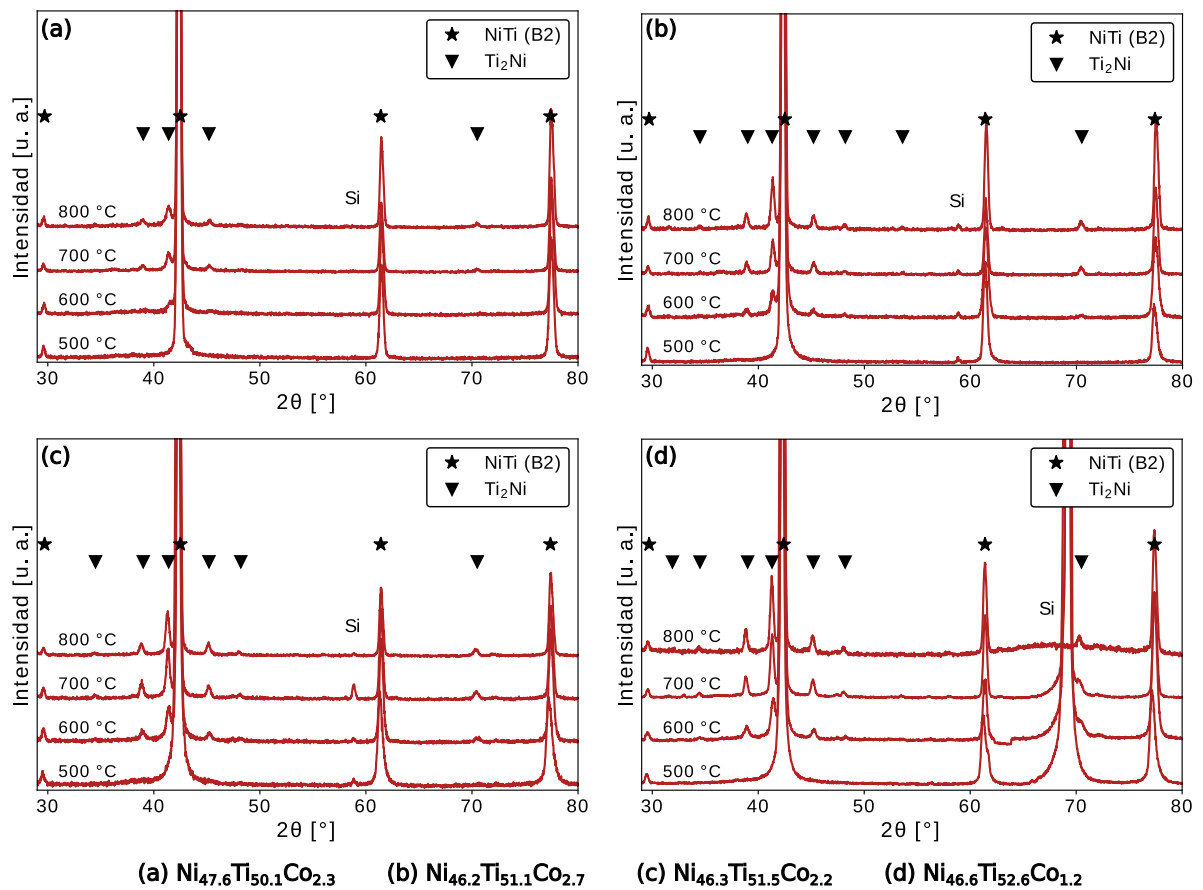 (a)
★ NiTi (B2)
▼ Ti₂Ni
Intensidad [u. a.]
Si
800 °C
700 °C
600 °C
500 °C
30 40 50 60 70 80
2θ [°]
(b)
★ NiTi (B2)
▼ Ti₂Ni
Intensidad [u. a.]
Si
800 °C
700 °C
600 °C
500 °C
30 40 50 60 70 80
2θ [°]
(c)
★ NiTi (B2)
▼ Ti₂Ni
Intensidad [u. a.]
Si
800 °C
700 °C
600 °C
500 °C
30 40 50 60 70 80
2θ [°]
(d)
★ NiTi (B2)
▼ Ti₂Ni
Intensidad [u. a.]
Si
800 °C
700 °C
600 °C
500 °C
30 40 50 60 70 80
2θ [°]
(a) Ni₄₇.₆Ti₅₀.₁Co₂.₃ (b) Ni₄₆.₂Ti₅₁.₁Co₂.₇ (c) Ni₄₆.₃Ti₅₁.₅Co₂.₂ (d) Ni₄₆.₆Ti₅₂.₆Co₁.₂